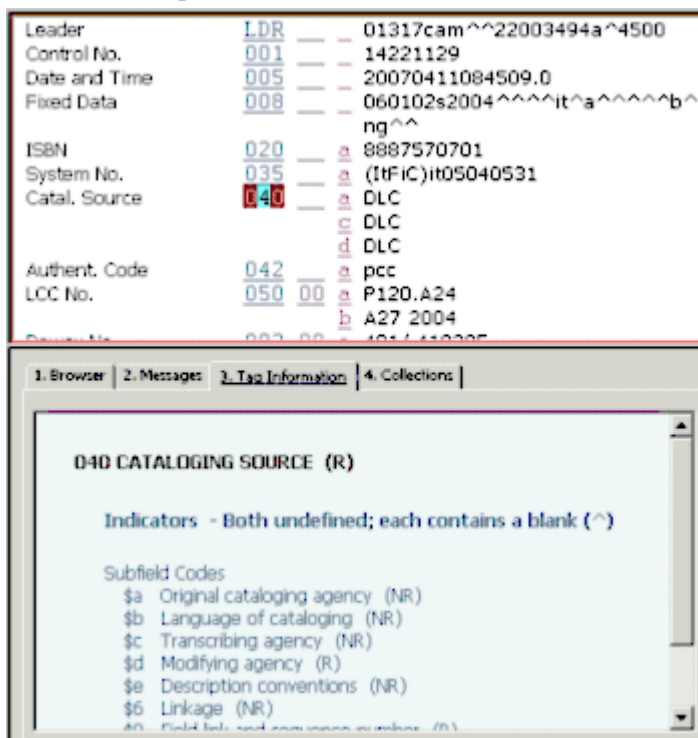 Leader LDR 01317cam^^22003494a^4500
Control No. 001 14221129
Date and Time 005 20070411084509.0
Fixed Data 008 060102s2004^^^^it^a^^^^^b^
ng^^
ISBN 020 a 8887570701
System No. 035 a (ItFiC)it05040531
Catal. Source 040 a DLC
c DLC
d DLC
Authent. Code 042 a pcc
LCC No. 050 00 a P120.A24
b A27 2004
1. Browser 2. Messages 3. Tag Information 4. Collections
040 CATALOGING SOURCE (R)
Indicators - Both undefined; each contains a blank (^)
Subfield Codes
$a Original cataloging agency (NR)
$b Language of cataloging (NR)
$c Transcribing agency (NR)
$d Modifying agency (R)
$e Description conventions (NR)
$6 Linkage (NR)